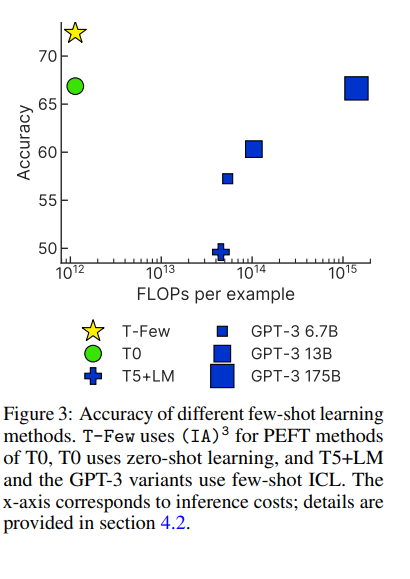 70
65
60
55
50
Accuracy
10^12
10^13
10^14
10^15
FLOPs per example
T-Few
GPT-3 6.7B
T0
GPT-3 13B
T5+LM
GPT-3 175B
Figure 3: Accuracy of different few-shot learning
methods. T-Few uses (IA)^3 for PEFT methods
of T0, T0 uses zero-shot learning, and T5+LM
and the GPT-3 variants use few-shot ICL. The
x-axis corresponds to inference costs; details are
provided in section 4.2.